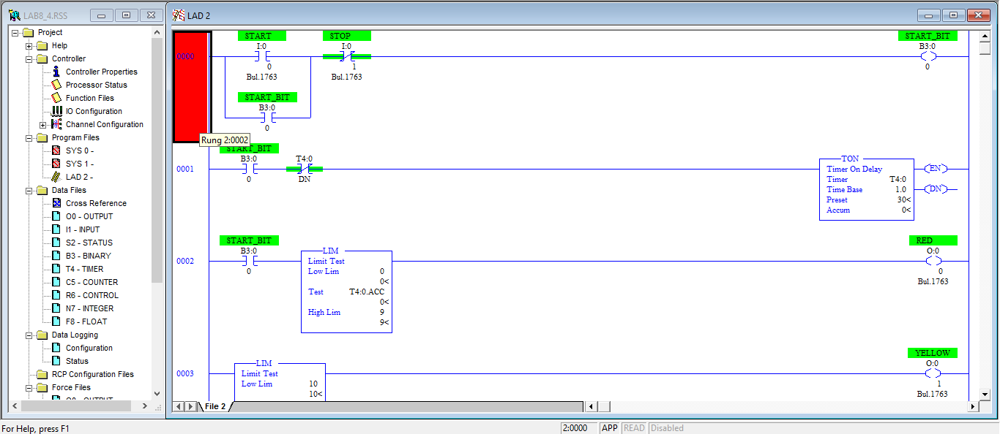 LAB8_4.RSS
Project
Help
Controller
Controller Properties
Processor Status
Function Files
IO Configuration
Channel Configuration
Program Files
SYS 0 -
SYS 1 -
LAD 2 -
Data Files
Cross Reference
O0 - OUTPUT
I1 - INPUT
S2 - STATUS
B3 - BINARY
T4 - TIMER
C5 - COUNTER
R6 - CONTROL
N7 - INTEGER
F8 - FLOAT
Data Logging
Configuration
Status
RCP Configuration Files
Force Files
O0 - OUTPUT
LAD 2
START STOP START_BIT
I:0 I:0 B3:0
0000
0 1 0
Bul.1763 Bul.1763
START_BIT
B3:0
0
Rung 2:0002
START_BIT
B3:0 T4:0 TON
0001 Timer On Delay EN
0 DN Timer T4:0
Time Base 1.0 DN
Preset 30<
Accum 0<
START_BIT RED
B3:0 LIM O:0
0002 Limit Test
0 Low Lim 0 0
0< Bul.1763
Test T4:0.ACC
0<
High Lim 9
9<
YELLOW
LIM O:0
0003 Limit Test
Low Lim 10 1
10< Bul.1763
File 2
For Help, press F1
2:0000 APP READ Disabled